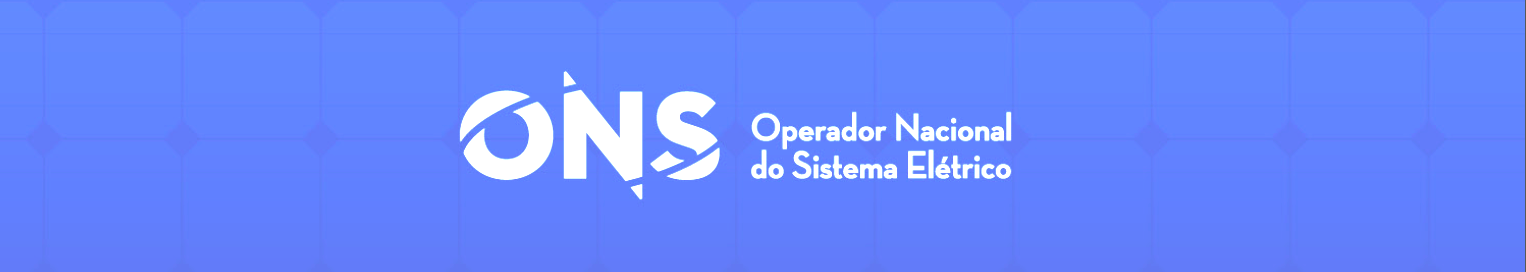 ONS
Operador Nacional
do Sistema Elétrico